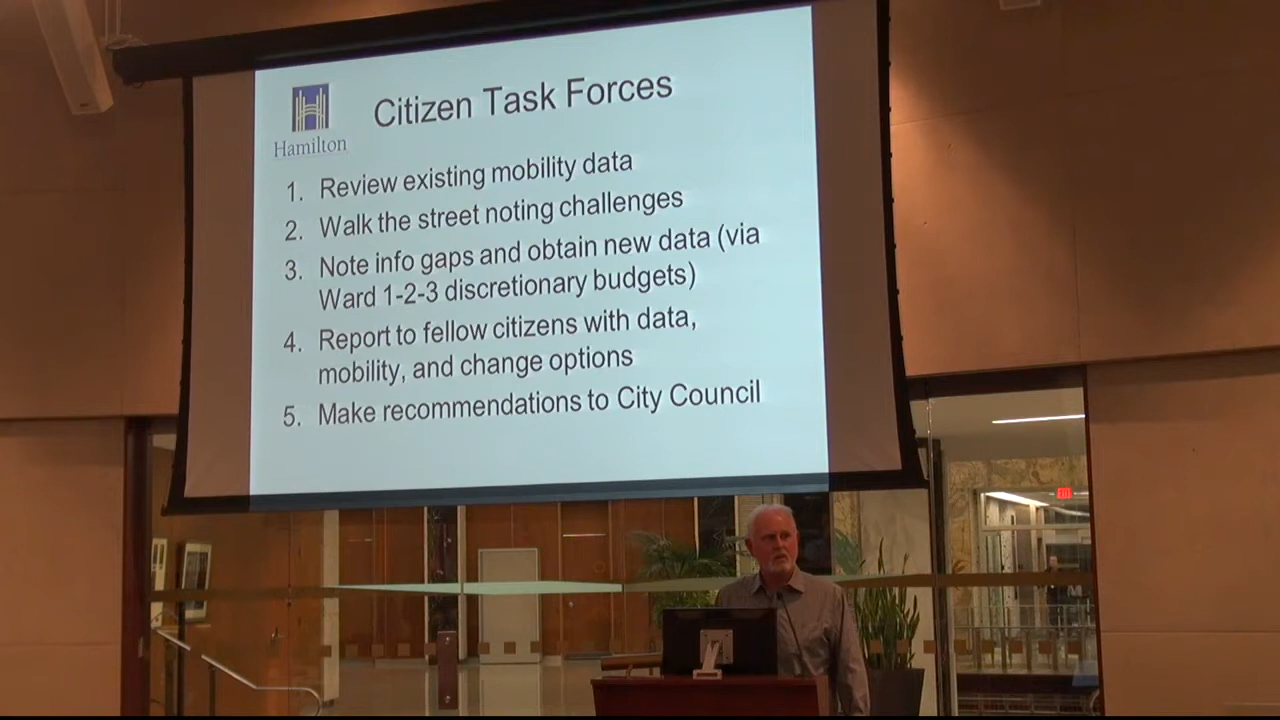 Citizen Task Forces
Hamilton
1. Review existing mobility data
2. Walk the street noting challenges
3. Note info gaps and obtain new data (via
Ward 1-2-3 discretionary budgets)
4. Report to fellow citizens with data,
mobility, and change options
5. Make recommendations to City Council